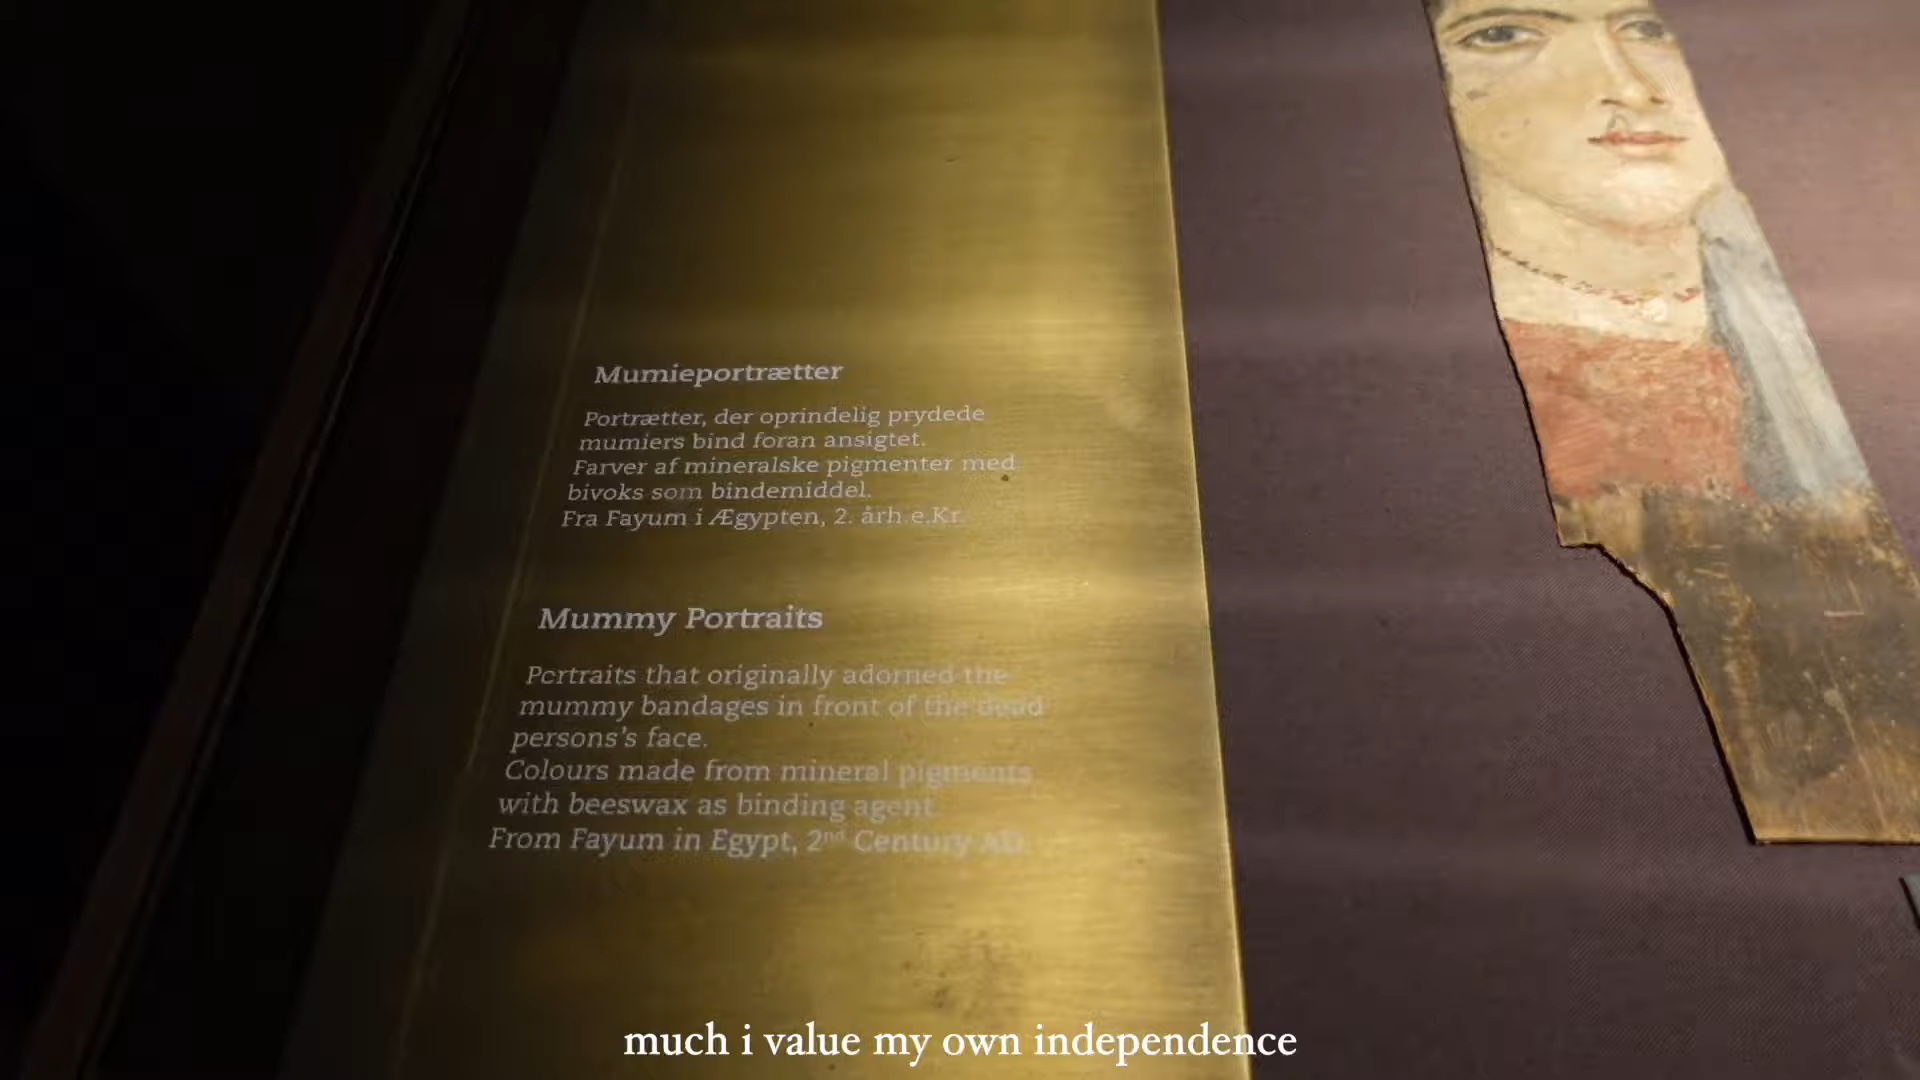 Mumieportrætter
Portrætter, der oprindelig prydede
mumiers bind foran ansigtet.
Farver af mineralske pigmenter med
bivoks som bindemiddel.
Fra Fayum i Ægypten, 2. årh.e.Kr.
Mummy Portraits
Portraits that originally adorned the
mummy bandages in front of the dead
persons's face.
Colours made from mineral pigments
with beeswax as binding agent
From Fayum in Egypt, 2nd Century AD.
much i value my own independence